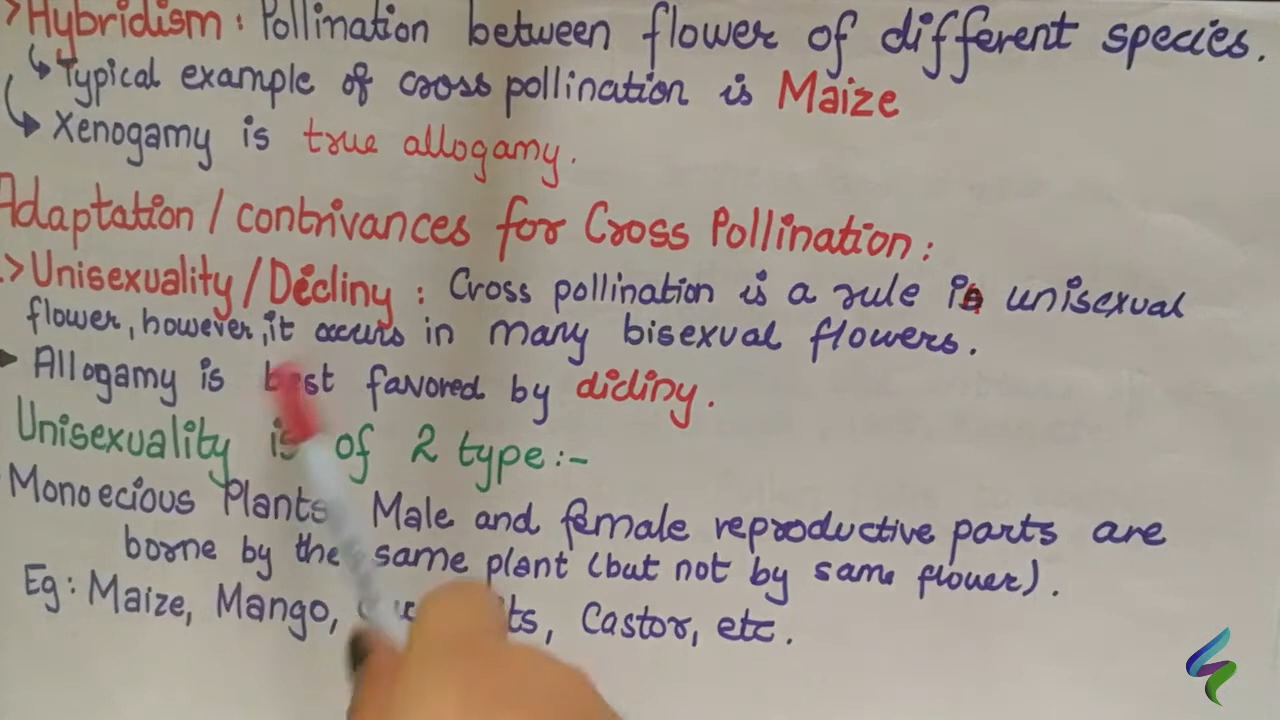 >Hybridism: Pollination between flower of different species.
Typical example of cross pollination is Maize
Xenogamy is true allogamy.
Adaptation / contrivances for Cross Pollination:
.>Unisexuality/Decliny: Cross pollination is a rule in unisexual
flower, however, it occurs in many bisexual flowers.
Allogamy is best favored by dicliny.
Unisexuality is of 2 type:-
Monoecious Plants Male and female reproductive parts are
borne by the same plant (but not by same flower).
Eg: Maize, Mango, Castor, etc.